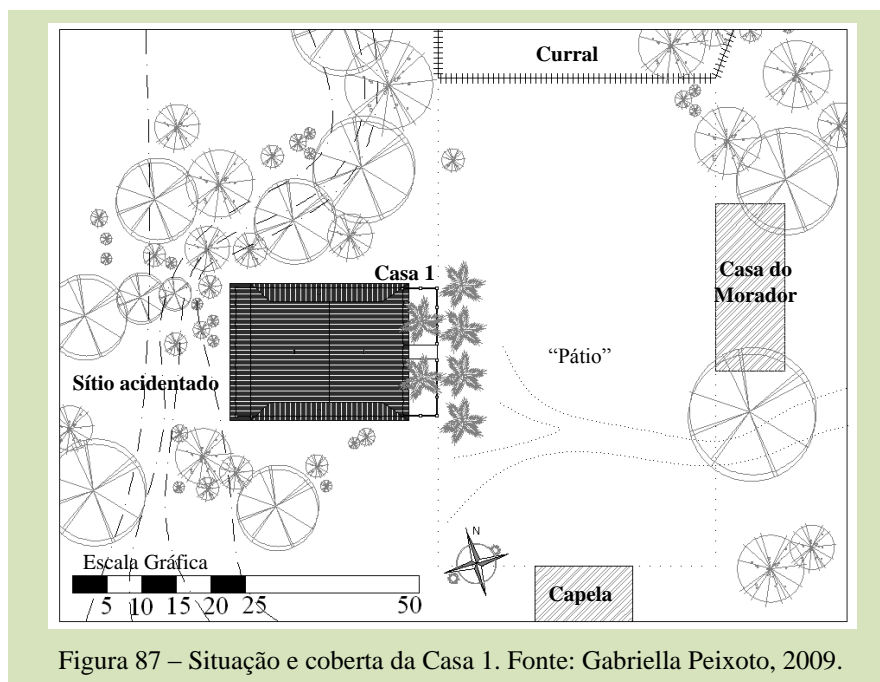 Curral
Casa 1
Casa do
Morador
“Pátio”
Sítio acidentado
N
Escala Gráfica
5 10 15 20 25 50
Capela
Figura 87 – Situação e coberta da Casa 1. Fonte: Gabriella Peixoto, 2009.